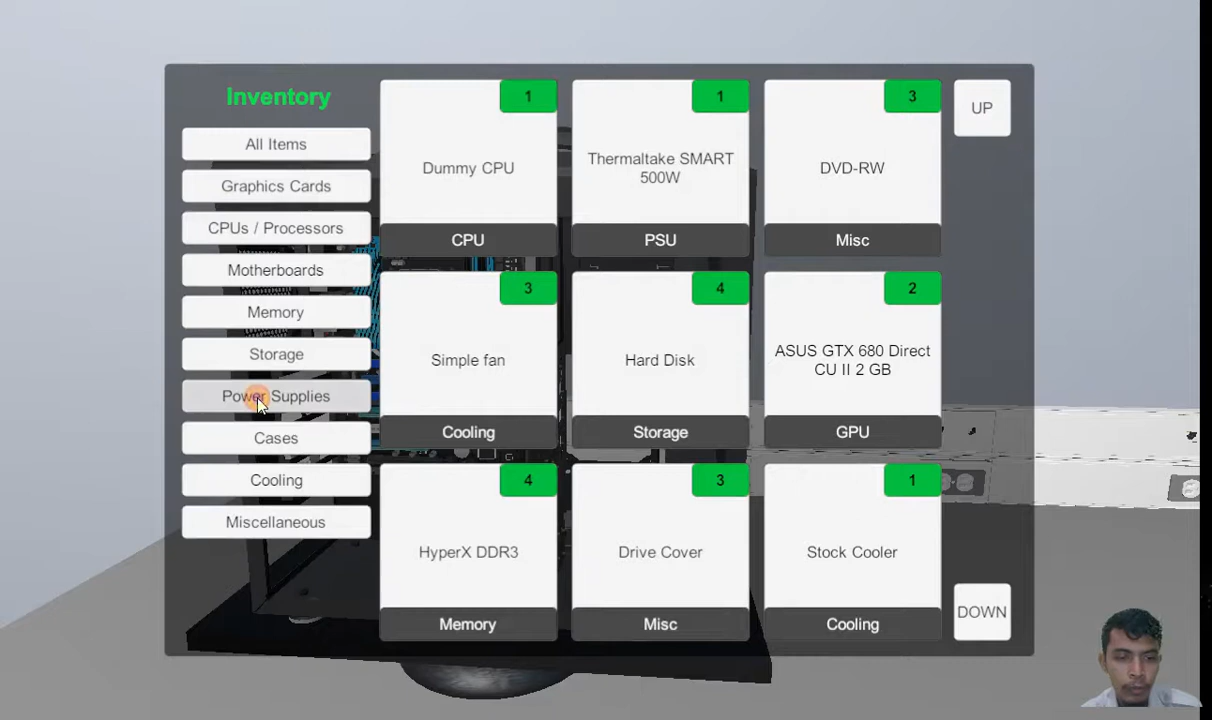 Inventory
All Items
Graphics Cards
CPUs / Processors
Motherboards
Memory
Storage
Power Supplies
Cases
Cooling
Miscellaneous
1
Dummy CPU
CPU
1
Thermaltake SMART
500W
PSU
3
DVD-RW
Misc
3
Simple fan
Cooling
4
Hard Disk
Storage
2
ASUS GTX 680 Direct
CU II 2 GB
GPU
4
HyperX DDR3
Memory
3
Drive Cover
Misc
1
Stock Cooler
Cooling
UP
DOWN